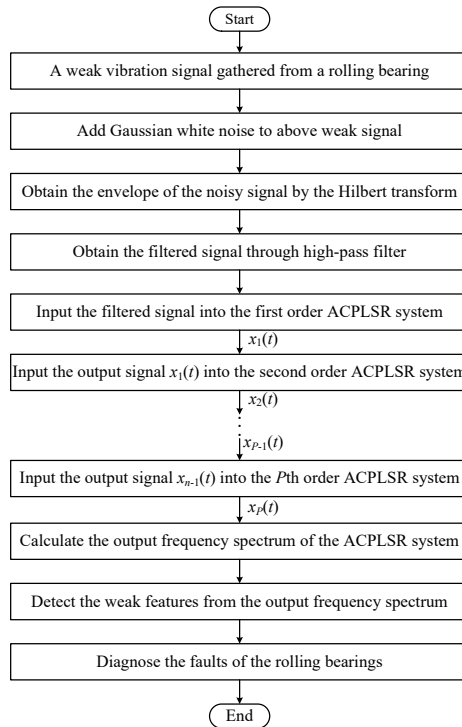 Start
A weak vibration signal gathered from a rolling bearing
Add Gaussian white noise to above weak signal
Obtain the envelope of the noisy signal by the Hilbert transform
Obtain the filtered signal through high-pass filter
Input the filtered signal into the first order ACPLSR system
x₁(t)
Input the output signal x₁(t) into the second order ACPLSR system
x₂(t)
x_{P-1}(t)
Input the output signal x_{n-1}(t) into the Pth order ACPLSR system
x_P(t)
Calculate the output frequency spectrum of the ACPLSR system
Detect the weak features from the output frequency spectrum
Diagnose the faults of the rolling bearings
End